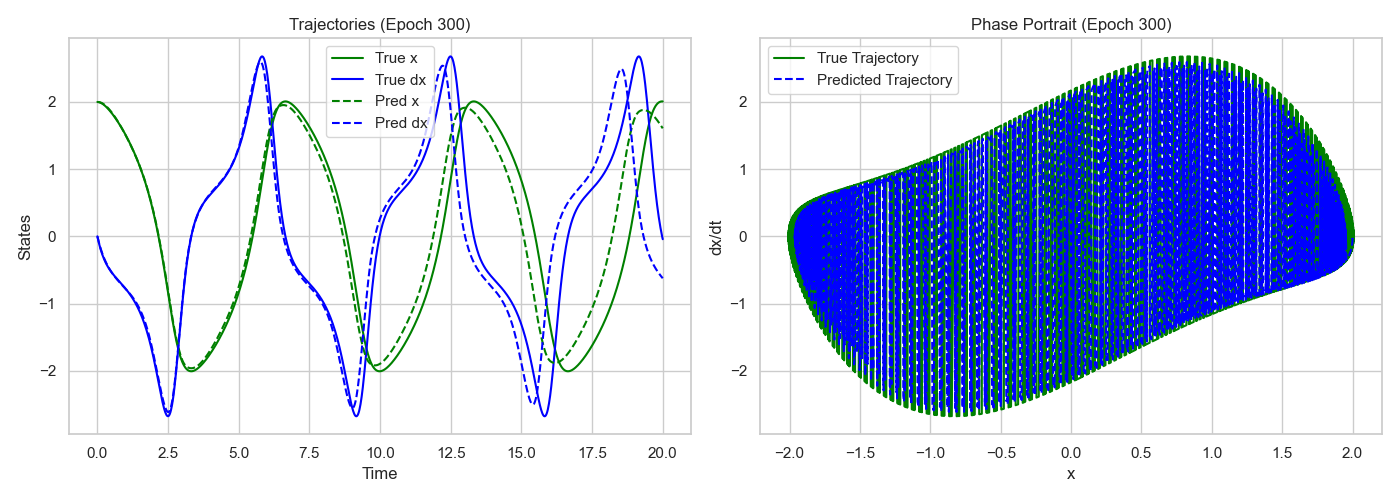 Trajectories (Epoch 300)
True x
True dx
Pred x
Pred dx
States
2
1
0
−1
−2
0.0 2.5 5.0 7.5 10.0 12.5 15.0 17.5 20.0
Time
Phase Portrait (Epoch 300)
True Trajectory
Predicted Trajectory
dx/dt
2
1
0
−1
−2
−2.0 −1.5 −1.0 −0.5 0.0 0.5 1.0 1.5 2.0
x